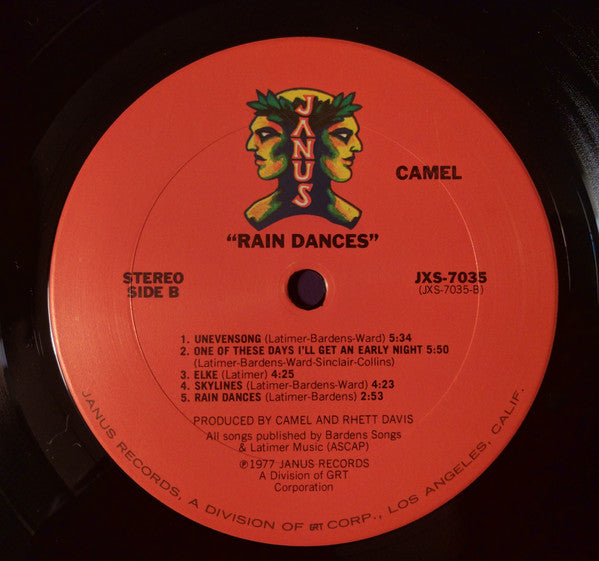 JANUS
CAMEL
“RAIN DANCES”
STEREO
SIDE B
JXS-7035
(JXS-7035-B)
1. UNEVENSONG (Latimer-Bardens-Ward) 5:34
2. ONE OF THESE DAYS I'LL GET AN EARLY NIGHT 5:50
(Latimer-Bardens-Ward-Sinclair-Collins)
3. ELKE (Latimer) 4:25
4. SKYLINES (Latimer-Bardens-Ward) 4:23
5. RAIN DANCES (Latimer-Bardens) 2:53
PRODUCED BY CAMEL AND RHETT DAVIS
All songs published by Bardens Songs
& Latimer Music (ASCAP)
℗1977 JANUS RECORDS
A Division of GRT
Corporation
JANUS RECORDS, A DIVISION OF GRT CORP., LOS ANGELES, CALIF.